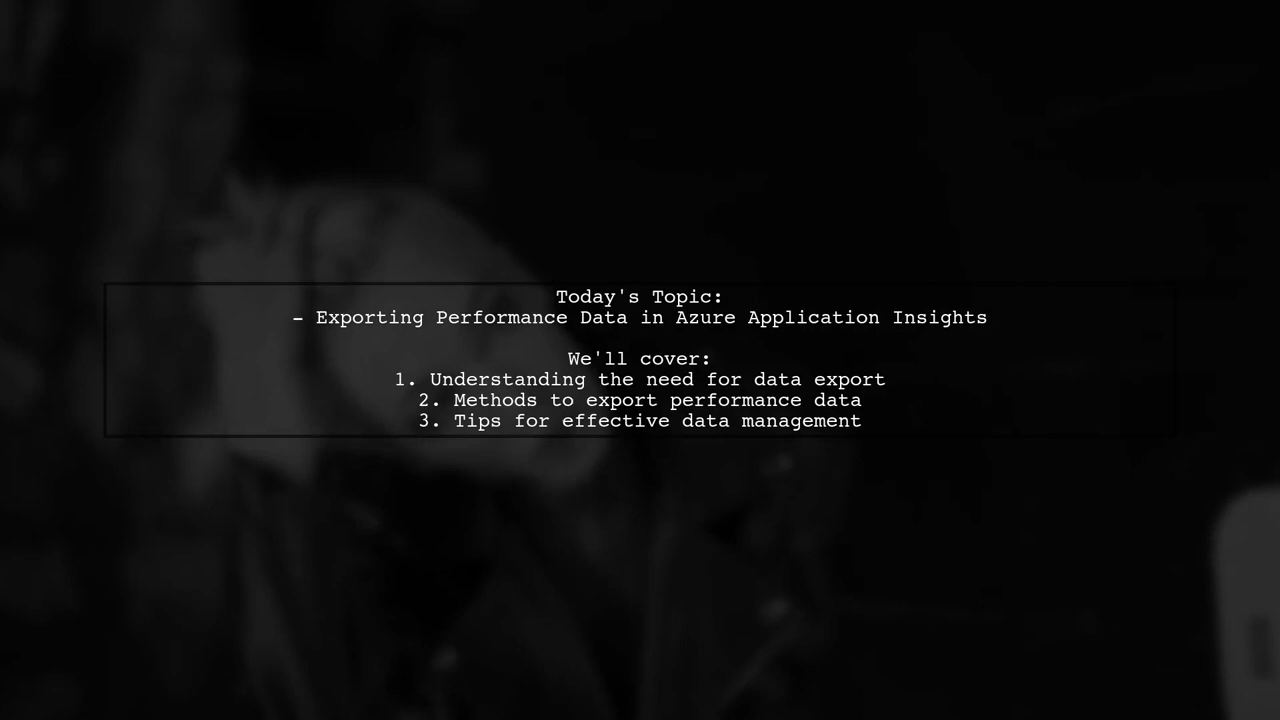 Today's Topic:
- Exporting Performance Data in Azure Application Insights
We'll cover:
1. Understanding the need for data export
2. Methods to export performance data
3. Tips for effective data management